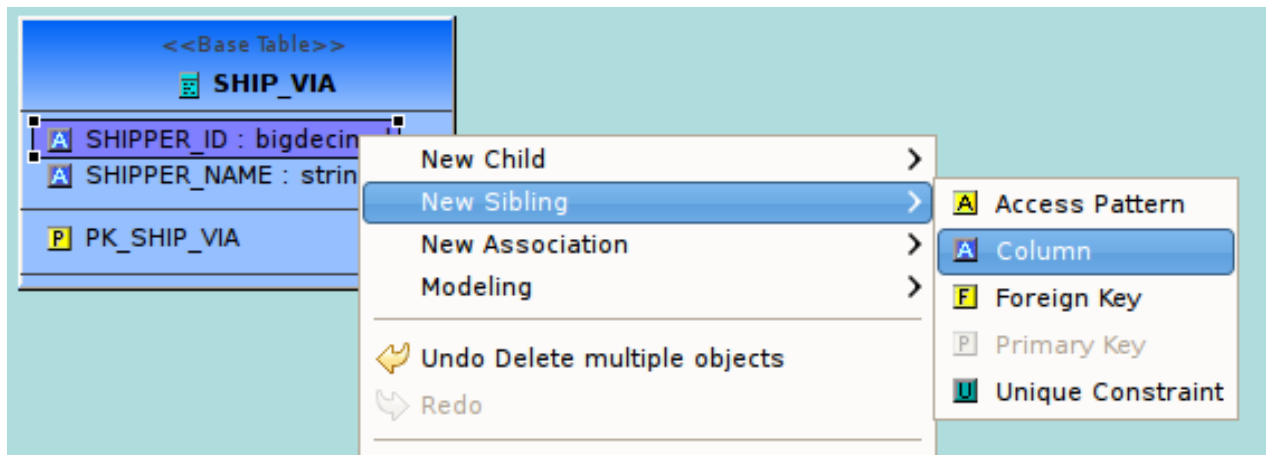 <<Base Table>>
SHIP_VIA
A SHIPPER_ID : bigdecim
A SHIPPER_NAME : strin
P PK_SHIP_VIA
New Child
New Sibling
New Association
Modeling
Undo Delete multiple objects
Redo
A Access Pattern
A Column
F Foreign Key
P Primary Key
U Unique Constraint